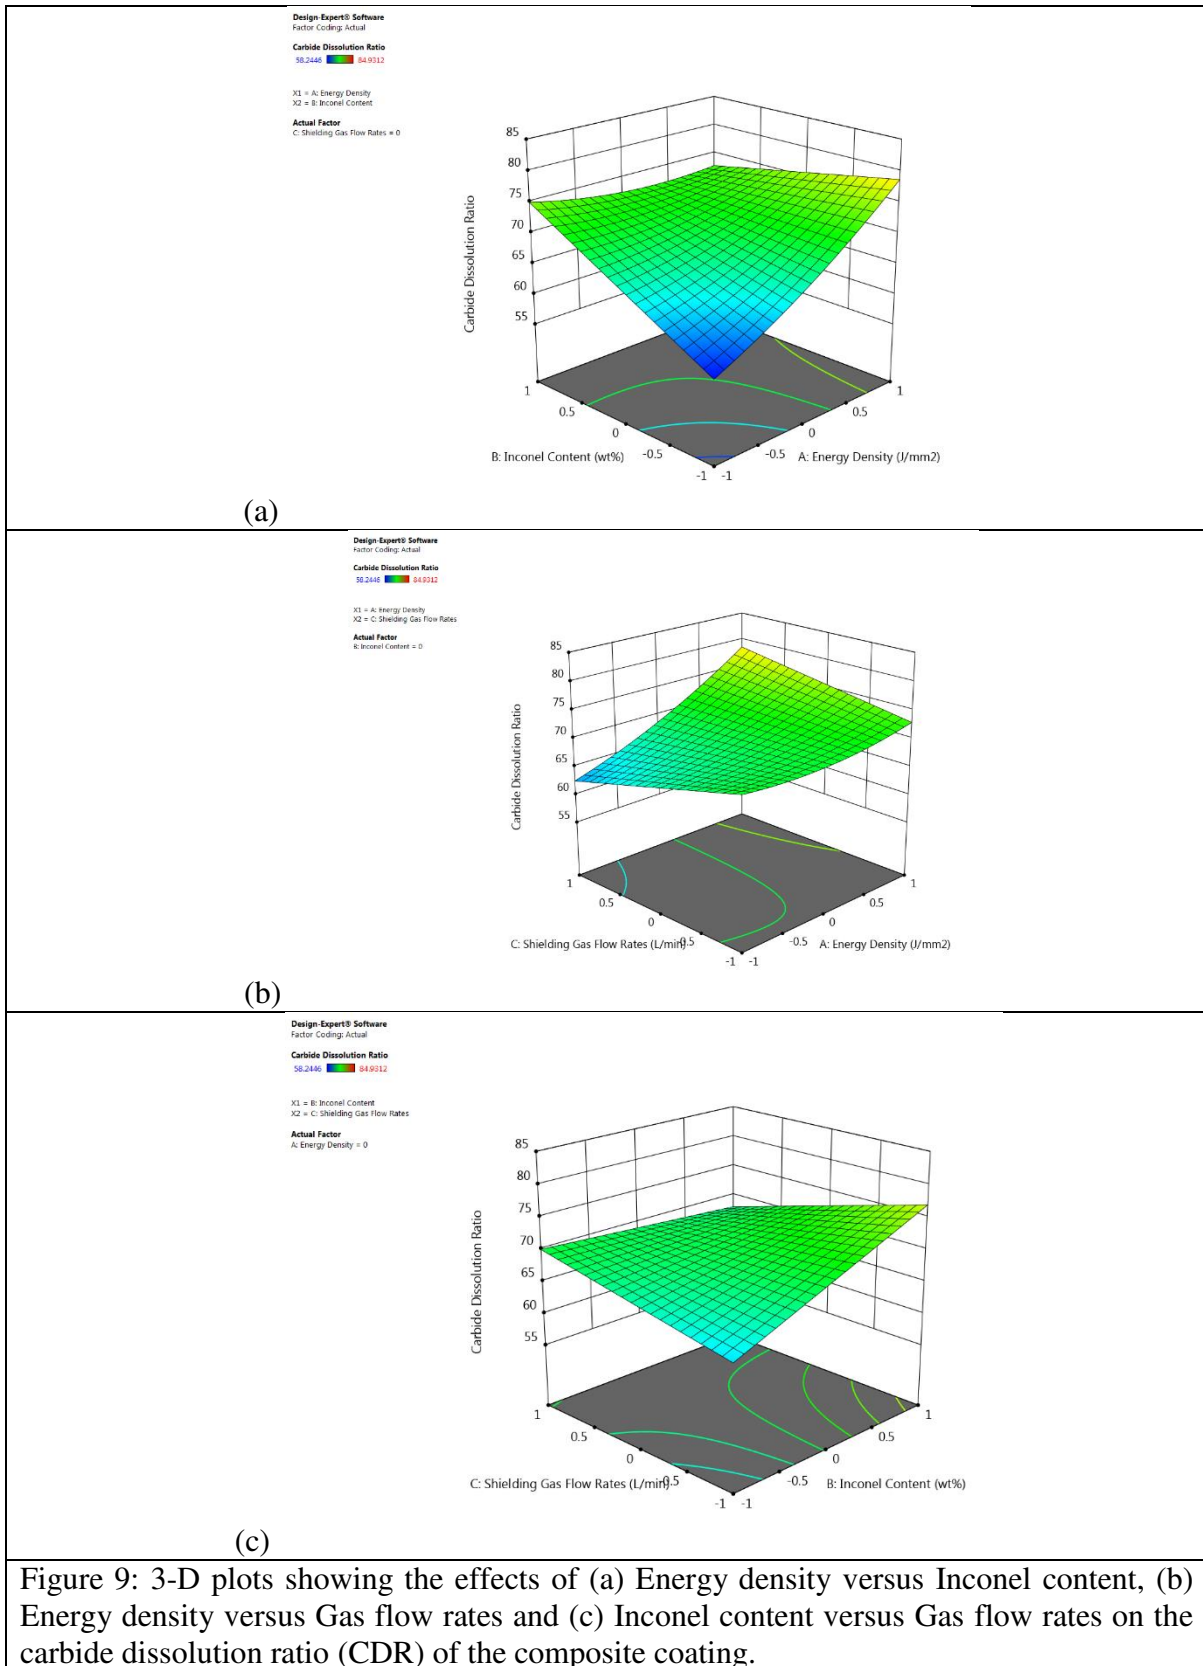 Design-Expert® Software
Factor Coding: Actual
Carbide Dissolution Ratio
58.2446 84.9312
X1 = A: Energy Density
X2 = B: Inconel Content
Actual Factor
C: Shielding Gas Flow Rates = 0
Carbide Dissolution Ratio
85
80
75
70
65
60
55
1
0.5
0
-0.5
-1
-1
-0.5
0
0.5
1
B: Inconel Content (wt%)
A: Energy Density (J/mm2)
(a)
Design-Expert® Software
Factor Coding: Actual
Carbide Dissolution Ratio
58.2446 84.9312
X1 = A: Energy Density
X2 = C: Shielding Gas Flow Rates
Actual Factor
B: Inconel Content = 0
Carbide Dissolution Ratio
85
80
75
70
65
60
55
1
0.5
0
-1
-1
-0.5
0
0.5
1
C: Shielding Gas Flow Rates (L/min)0.5
A: Energy Density (J/mm2)
(b)
Design-Expert® Software
Factor Coding: Actual
Carbide Dissolution Ratio
58.2446 84.9312
X1 = B: Inconel Content
X2 = C: Shielding Gas Flow Rates
Actual Factor
A: Energy Density = 0
Carbide Dissolution Ratio
85
80
75
70
65
60
55
1
0.5
0
-1
-1
-0.5
0
0.5
1
C: Shielding Gas Flow Rates (L/min)0.5
B: Inconel Content (wt%)
(c)
Figure 9: 3-D plots showing the effects of (a) Energy density versus Inconel content, (b)
Energy density versus Gas flow rates and (c) Inconel content versus Gas flow rates on the
carbide dissolution ratio (CDR) of the composite coating.